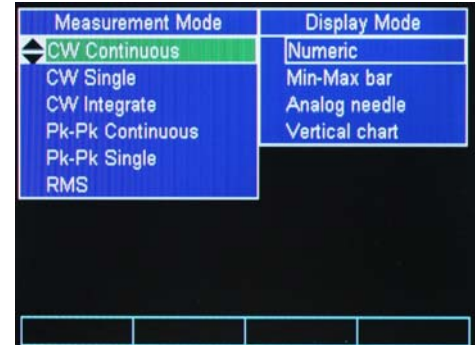 Measurement Mode
CW Continuous
CW Single
CW Integrate
Pk-Pk Continuous
Pk-Pk Single
RMS
Display Mode
Numeric
Min-Max bar
Analog needle
Vertical chart